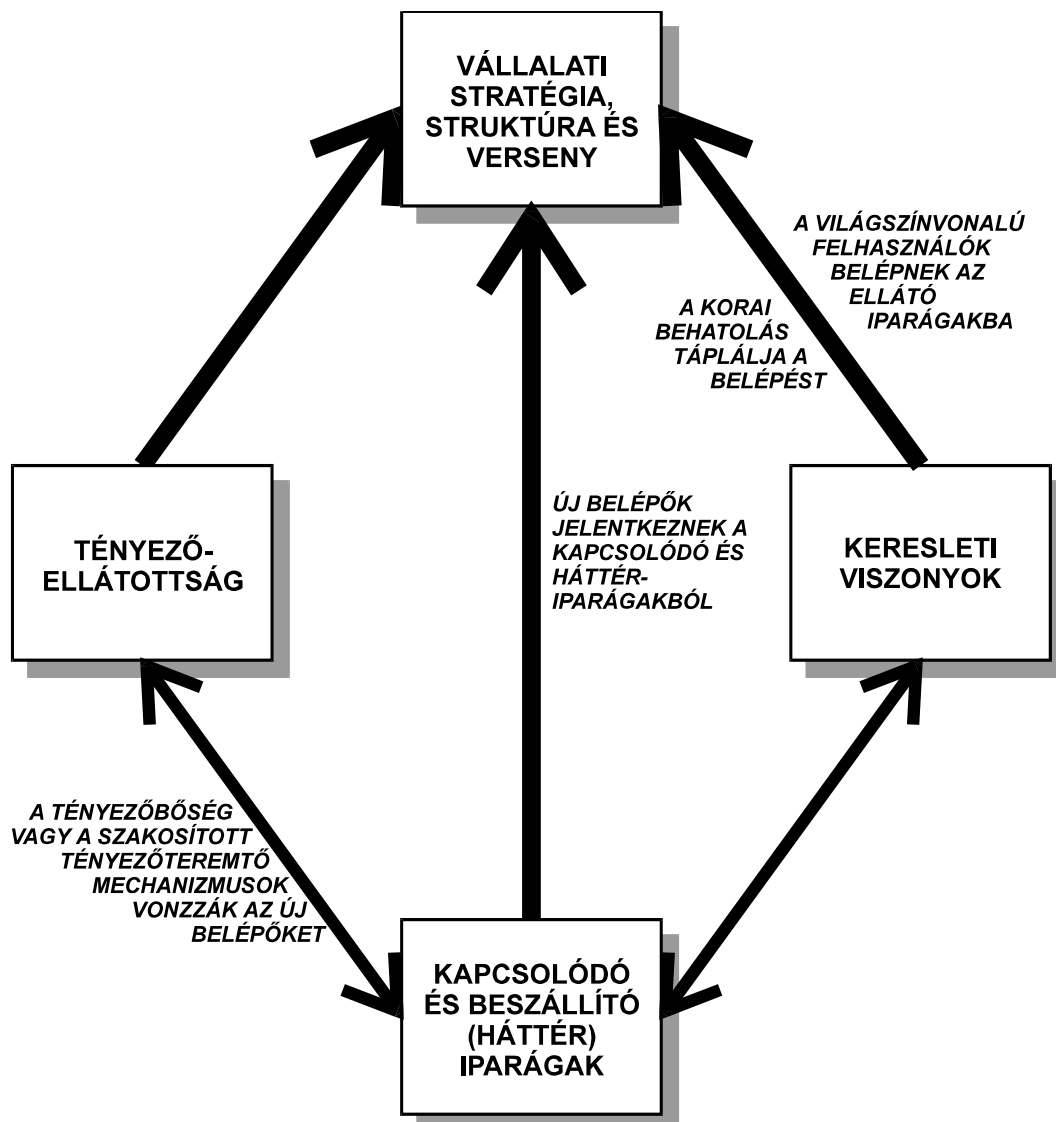 VÁLLALATI
STRATÉGIA,
STRUKTÚRA ÉS
VERSENY
A VILÁGSZÍNVONALÚ
FELHASZNÁLÓK
BELÉPNEK AZ
ELLÁTÓ
IPARÁGAKBA
A KORAI
BEHATOLÁS
TÁPLÁLJA A
BELÉPÉST
TÉNYEZŐ-
ELLÁTOTTSÁG
ÚJ BELÉPŐK
JELENTKEZNEK A
KAPCSOLÓDÓ ÉS
HÁTTÉR-
IPARÁGAKBÓL
KERESLETI
VISZONYOK
A TÉNYEZŐBŐSÉG
VAGY A SZAKOSÍTOTT
TÉNYEZŐTEREMTŐ
MECHANIZMUSOK
VONZZÁK AZ ÚJ
BELÉPŐKET
KAPCSOLÓDÓ
ÉS BESZÁLLÍTÓ
(HÁTTÉR)
IPARÁGAK